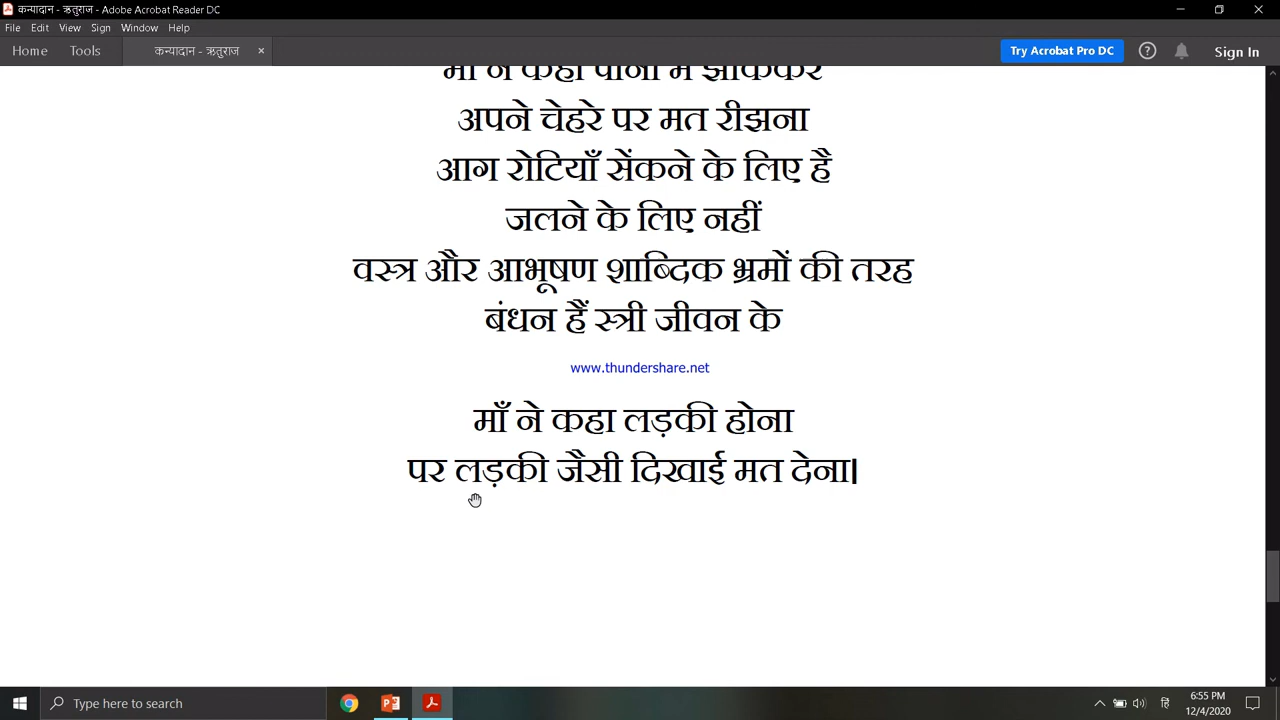 कन्यादान - ऋतुराज - Adobe Acrobat Reader DC
File Edit View Sign Window Help
Home Tools कन्यादान - ऋतुराज × Try Acrobat Pro DC ? Sign In
माँ ने कहा पानी में झाँककर
अपने चेहरे पर मत रीझना
आग रोटियाँ सेंकने के लिए है
जलने के लिए नहीं
वस्त्र और आभूषण शाब्दिक भ्रमों की तरह
बंधन हैं स्त्री जीवन के
www.thundershare.net
माँ ने कहा लड़की होना
पर लड़की जैसी दिखाई मत देना।
Type here to search
हि
6:55 PM
12/4/2020